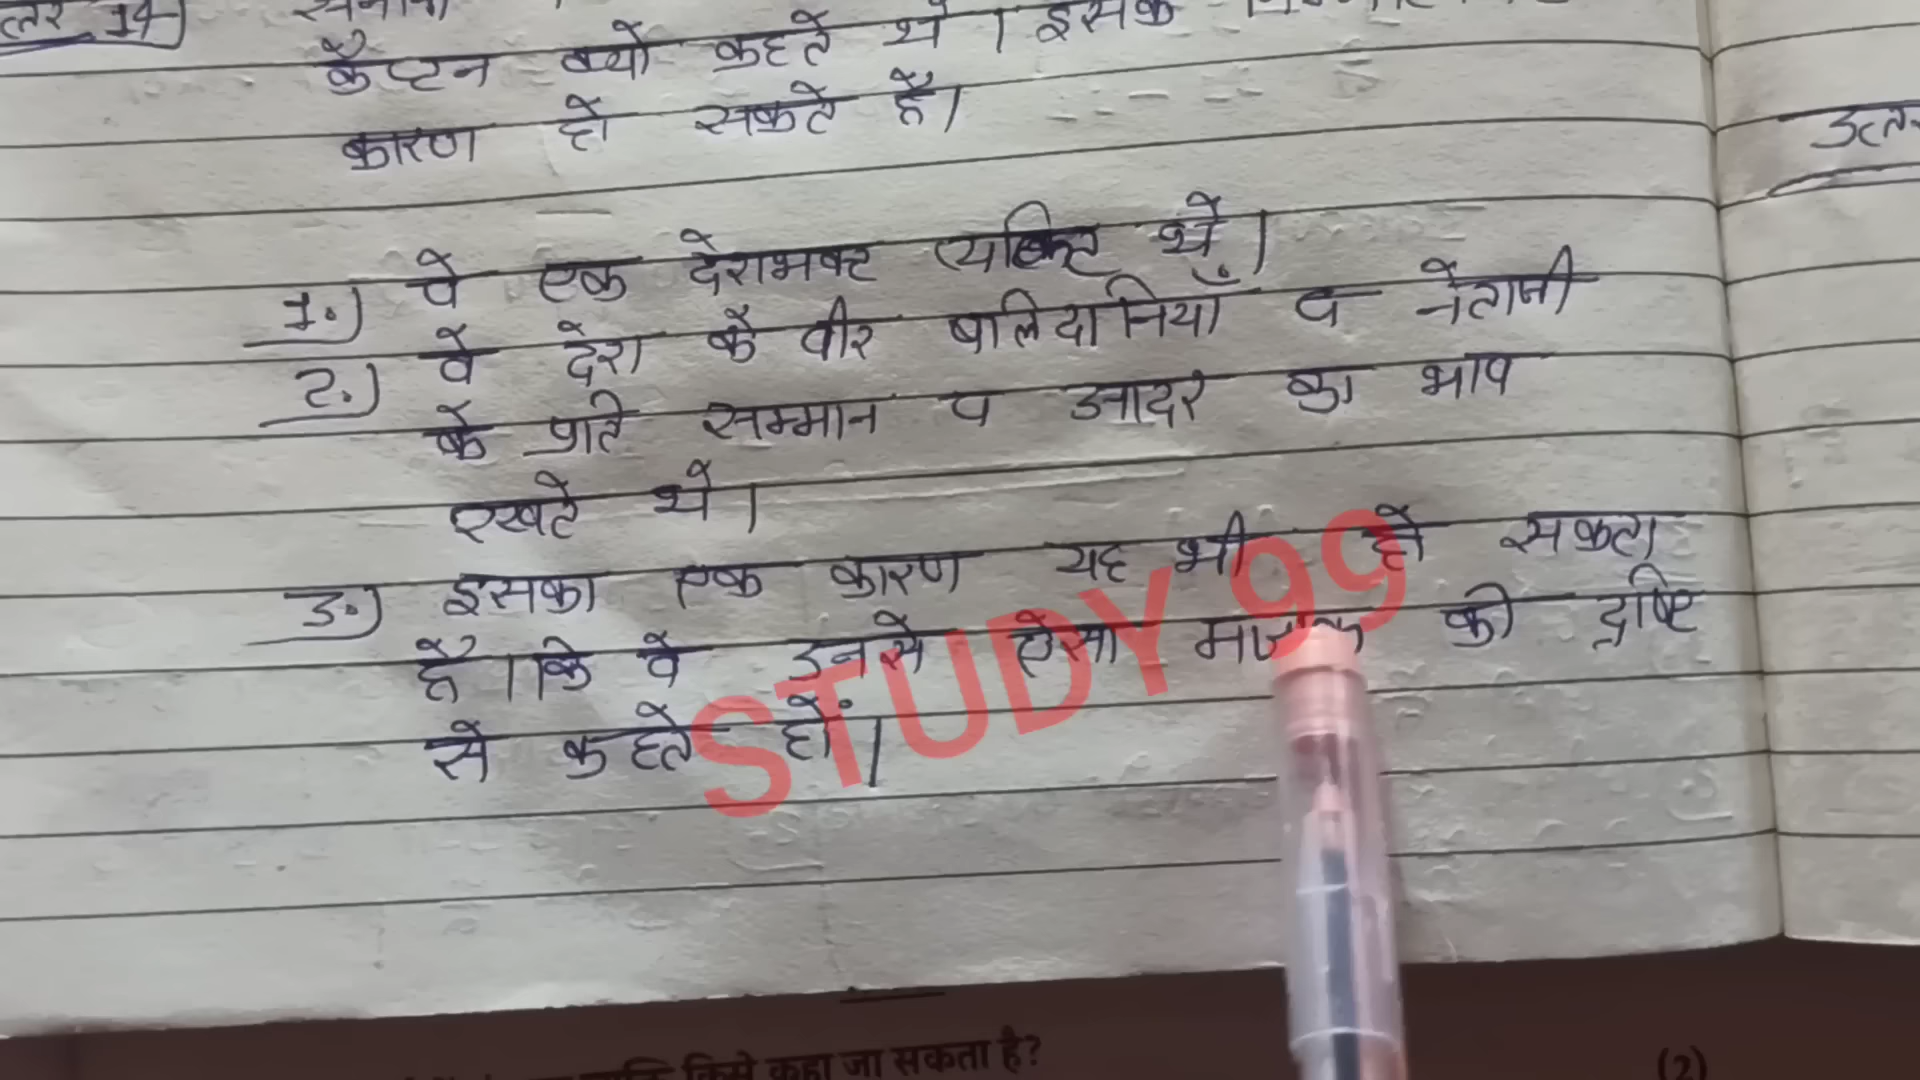 कैप्टन क्यों कहते थे । इसके
कारण हो सकते हैं।
उत्त
1.) वे एक देशभक्त व्यक्ति थे।
2.) वे देश के वीर बलिदानियों व नेताजी
के प्रति सम्मान व आदर का भाव
रखते थे।
3.) इसका एक कारण यह भी हो सकता
है । कि वे उनसे ऐसा मजाक की दृष्टि
से कहते हों।
STUDY 99
किसे कहा जा सकता है?
(2)